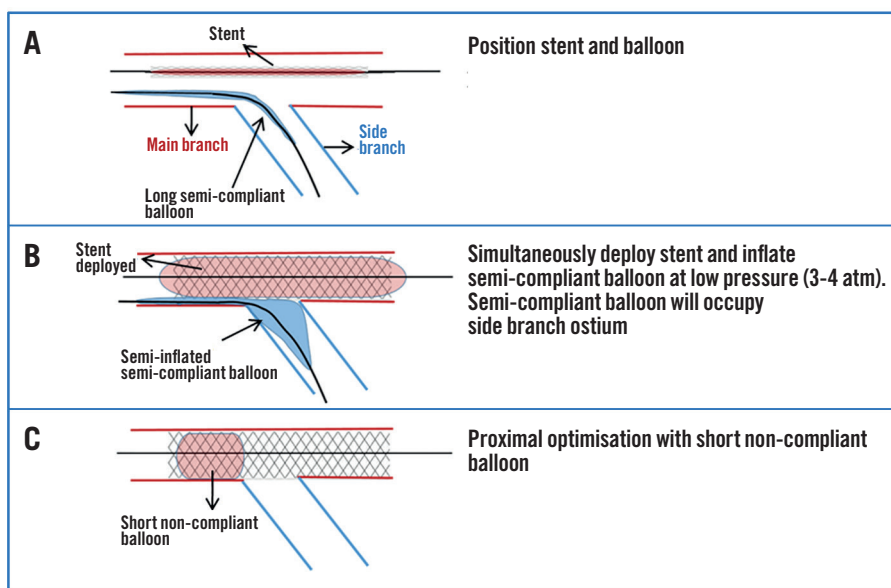 A
Stent
Position stent and balloon
Main branch
Side
branch
Long semi-compliant
balloon
B
Stent
deployed
Simultaneously deploy stent and inflate
semi-compliant balloon at low pressure (3-4 atm).
Semi-compliant balloon will occupy
side branch ostium
Semi-inflated
semi-compliant balloon
C
Proximal optimisation with short non-compliant
balloon
Short non-compliant
balloon